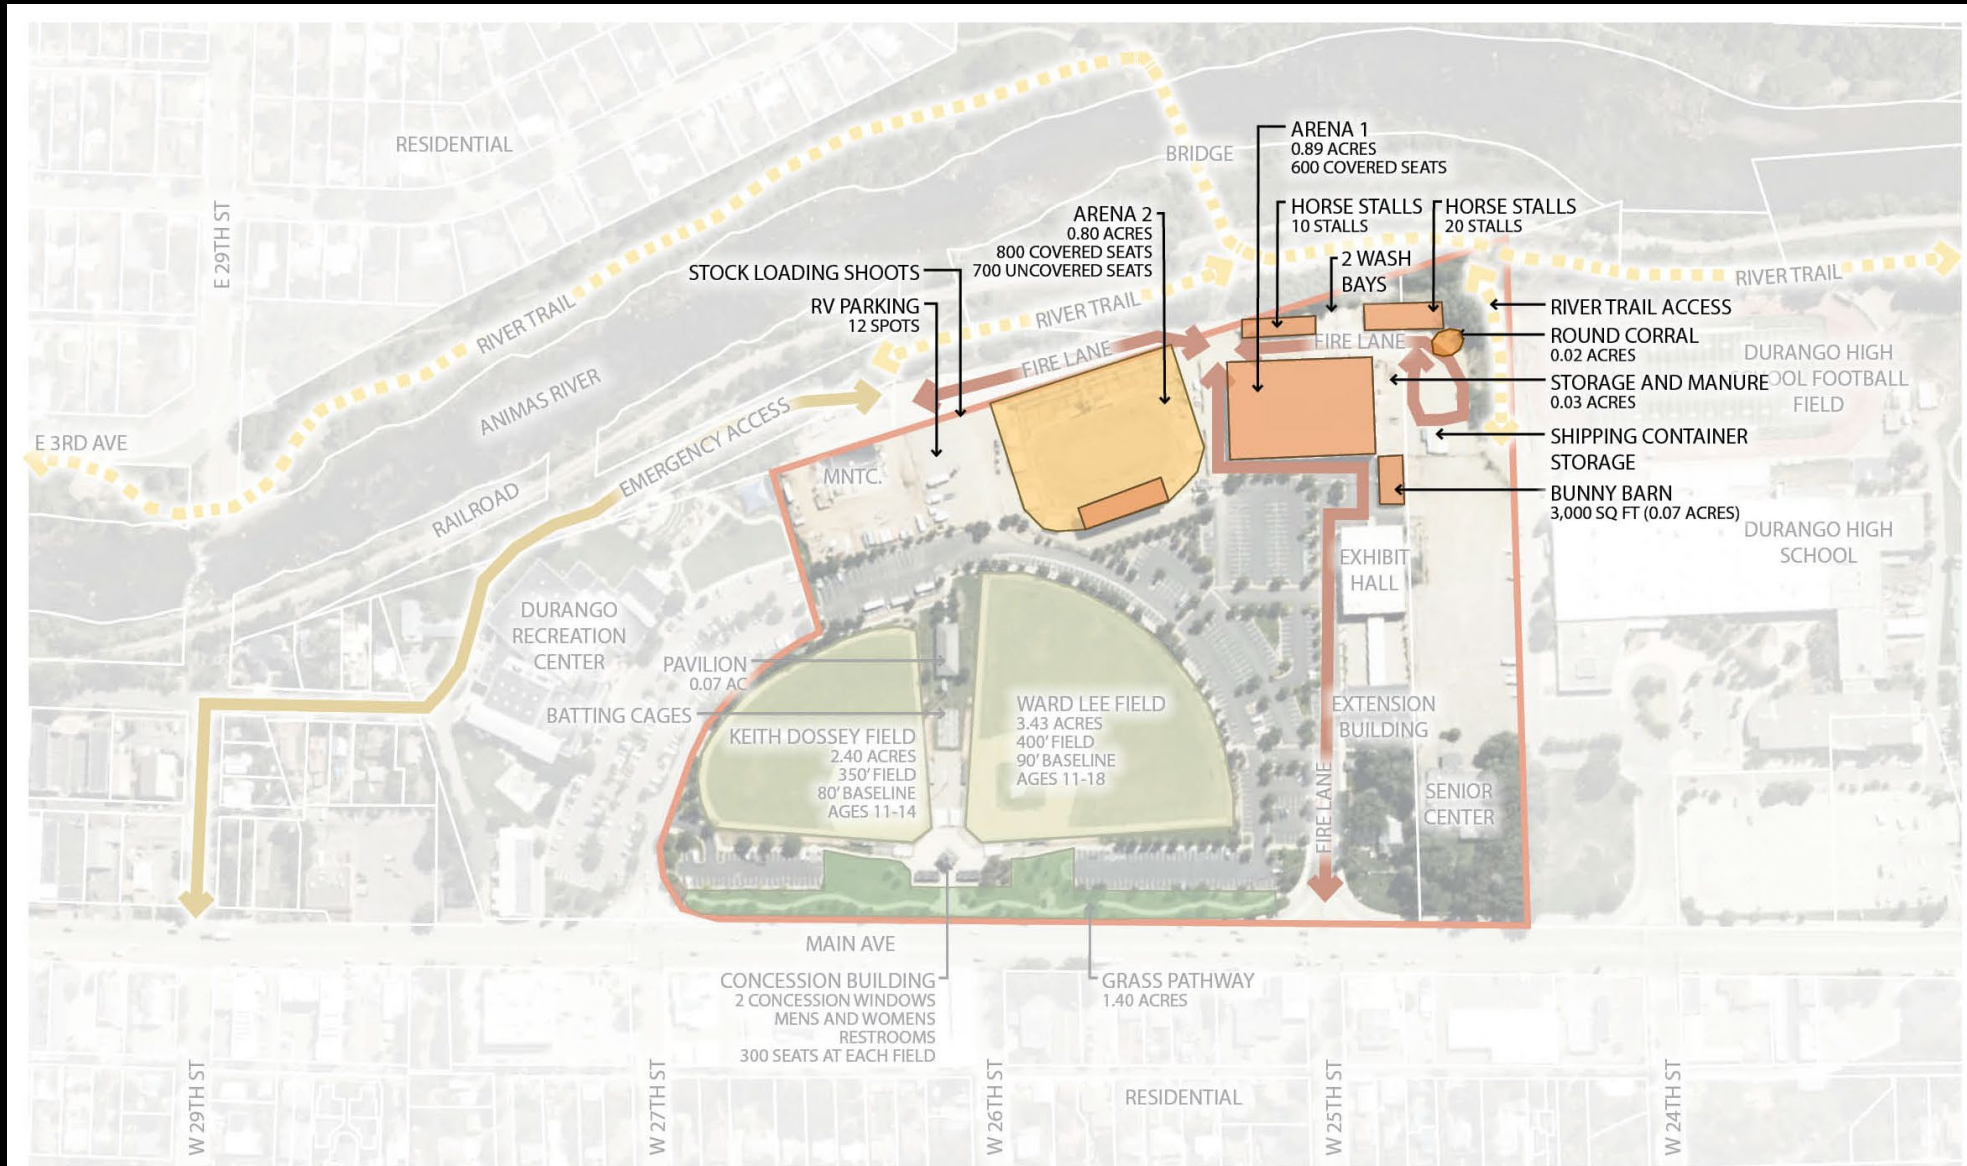 RESIDENTIAL
E 29TH ST
RIVER TRAIL
ANIMAS RIVER
E 3RD AVE
RAILROAD
EMERGENCY ACCESS
BRIDGE
ARENA 1
0.89 ACRES
600 COVERED SEATS
HORSE STALLS
10 STALLS
HORSE STALLS
20 STALLS
ARENA 2
0.80 ACRES
800 COVERED SEATS
700 UNCOVERED SEATS
2 WASH
BAYS
STOCK LOADING SHOOTS
RV PARKING
12 SPOTS
RIVER TRAIL
RIVER TRAIL
FIRE LANE
FIRE LANE
RIVER TRAIL ACCESS
ROUND CORRAL
0.02 ACRES
STORAGE AND MANURE
0.03 ACRES
SHIPPING CONTAINER
STORAGE
BUNNY BARN
3,000 SQ FT (0.07 ACRES)
DURANGO HIGH
SCHOOL FOOTBALL
FIELD
DURANGO HIGH
SCHOOL
MNTC.
EXHIBIT
HALL
DURANGO
RECREATION
CENTER
PAVILION
0.07 AC
BATTING CAGES
KEITH DOSSEY FIELD
2.40 ACRES
350' FIELD
80' BASELINE
AGES 11-14
WARD LEE FIELD
3.43 ACRES
400' FIELD
90' BASELINE
AGES 11-18
EXTENSION
BUILDING
FIRE LANE
SENIOR
CENTER
MAIN AVE
CONCESSION BUILDING
2 CONCESSION WINDOWS
MENS AND WOMENS
RESTROOMS
300 SEATS AT EACH FIELD
GRASS PATHWAY
1.40 ACRES
RESIDENTIAL
W 29TH ST
W 27TH ST
W 26TH ST
W 25TH ST
W 24TH ST